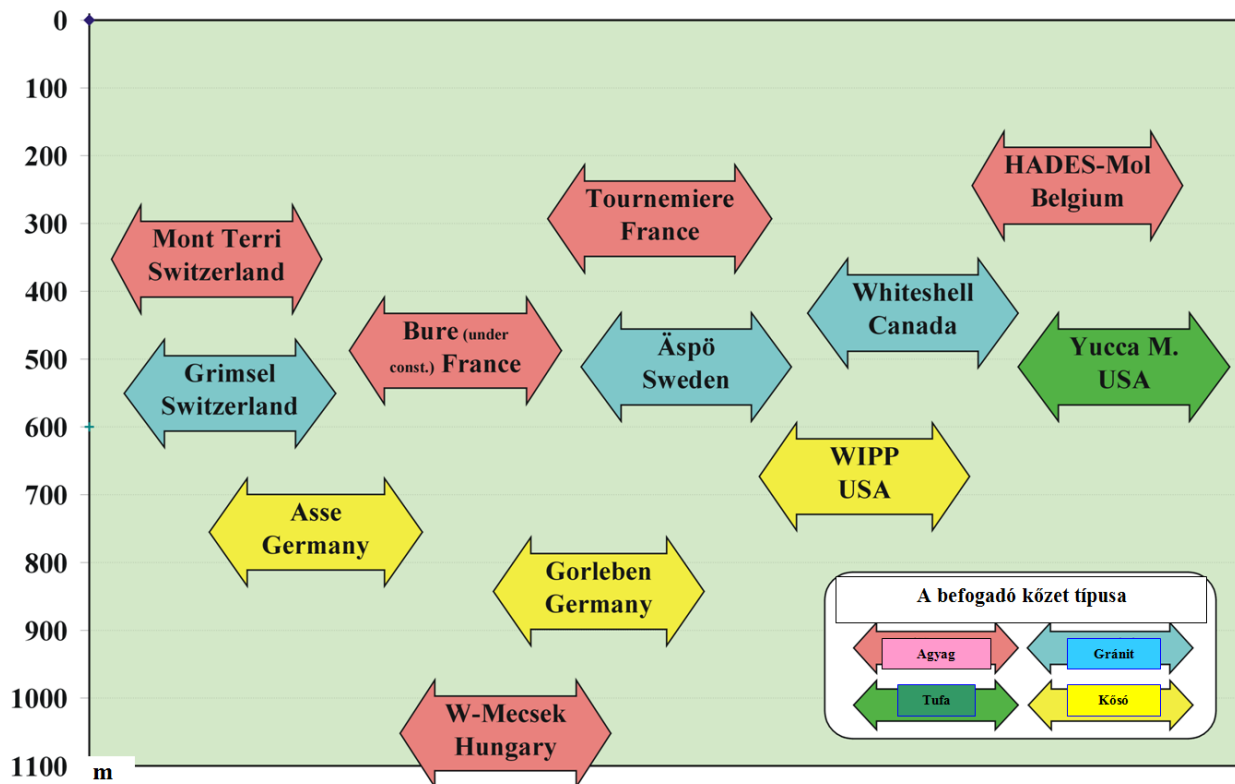 0
100
200
300
400
500
600
700
800
900
1000
1100
m
HADES-Mol
Belgium
Tournemiere
France
Mont Terri
Switzerland
Whiteshell
Canada
Bure (under
const.) France
Äspö
Sweden
Yucca M.
USA
Grimsel
Switzerland
WIPP
USA
Asse
Germany
Gorleben
Germany
W-Mecsek
Hungary
A befogadó kőzet típusa
Agyag
Gránit
Tufa
Kősó